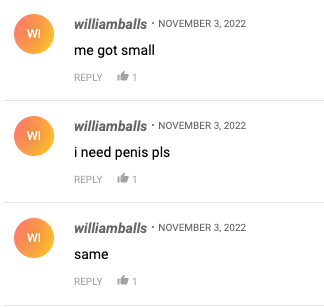 WI
williamballs · NOVEMBER 3, 2022
me got small
REPLY 1
WI
williamballs · NOVEMBER 3, 2022
i need penis pls
REPLY 1
WI
williamballs · NOVEMBER 3, 2022
same
REPLY 1